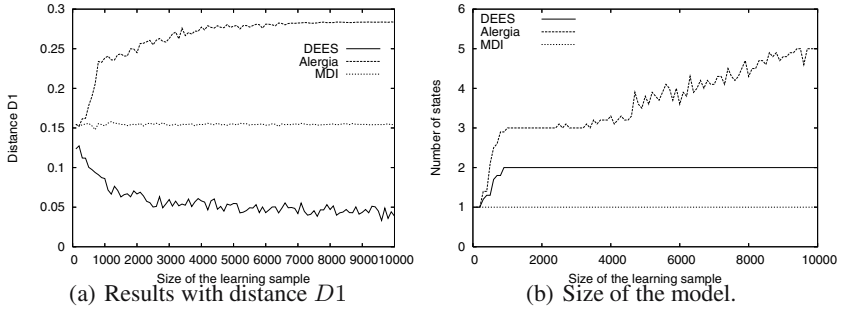 0.3
0.25
0.2
0.15
0.1
0.05
0
Distance D1
DEES
Alergia
MDI
0 1000 2000 3000 4000 5000 6000 7000 8000 9000 10000
Size of the learning sample
(a) Results with distance D1
6
5
4
3
2
1
0
Number of states
DEES
Alergia
MDI
0 2000 4000 6000 8000 10000
Size of the learning sample
(b) Size of the model.